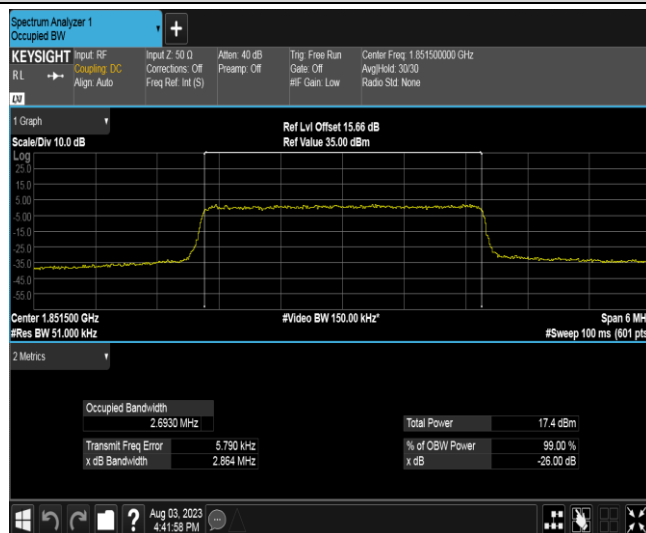 Spectrum Analyzer 1
Occupied BW
+
KEYSIGHT Input: RF Input Z: 50 Ω Atten: 40 dB Trig: Free Run Center Freq: 1.851500000 GHz
RL Coupling: DC Corrections: Off Preamp: Off Gate: Off Avg|Hold: 30/30
Align: Auto Freq Ref: Int (S) #IF Gain: Low Radio Std: None
LXI
1 Graph
Ref Lvl Offset 15.66 dB
Scale/Div 10.0 dB Ref Value 35.00 dBm
Log
25.0
15.0
5.00
-5.00
-15.0
-25.0
-35.0
-45.0
-55.0
Center 1.851500 GHz #Video BW 150.00 kHz* Span 6 MH
#Res BW 51.000 kHz #Sweep 100 ms (601 pts
2 Metrics
Occupied Bandwidth
2.6930 MHz Total Power 17.4 dBm
Transmit Freq Error 5.790 kHz % of OBW Power 99.00 %
x dB Bandwidth 2.864 MHz x dB -26.00 dB
? Aug 03, 2023
4:41:58 PM